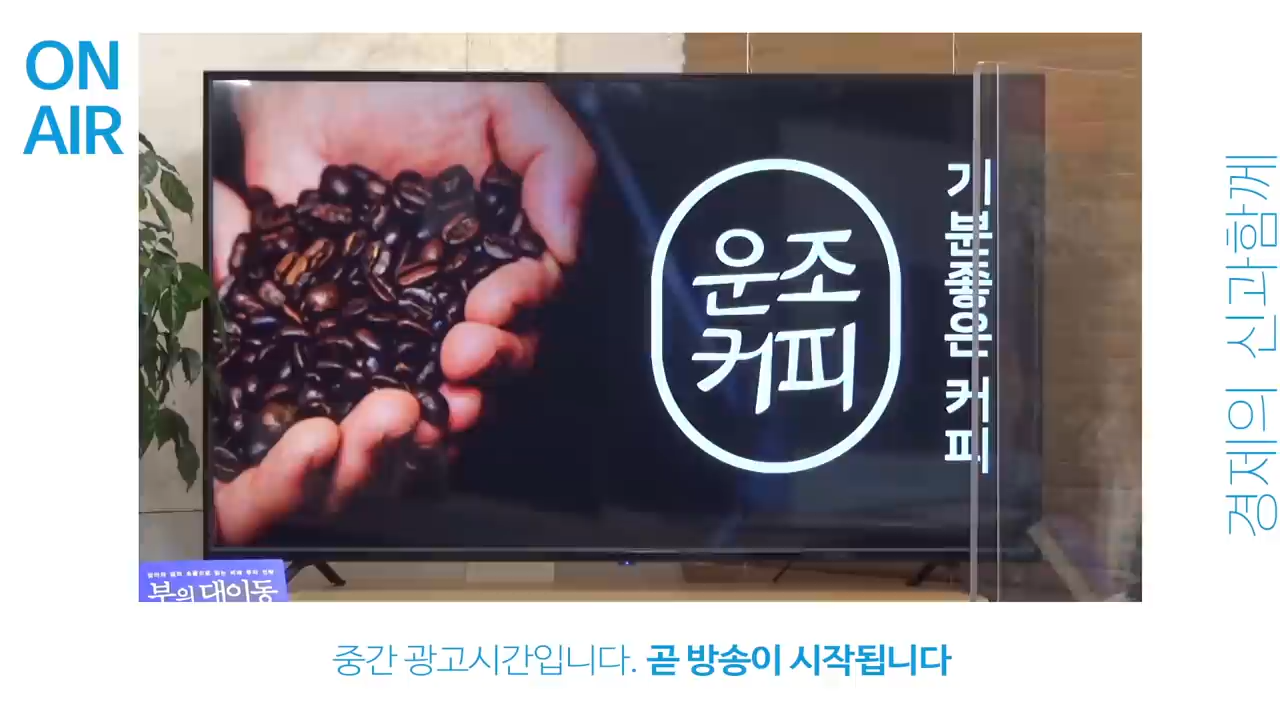 ON
AIR
운조
커피
기분좋은 커피
경제의 신과함께
부의 대이동
중간 광고시간입니다. 곧 방송이 시작됩니다